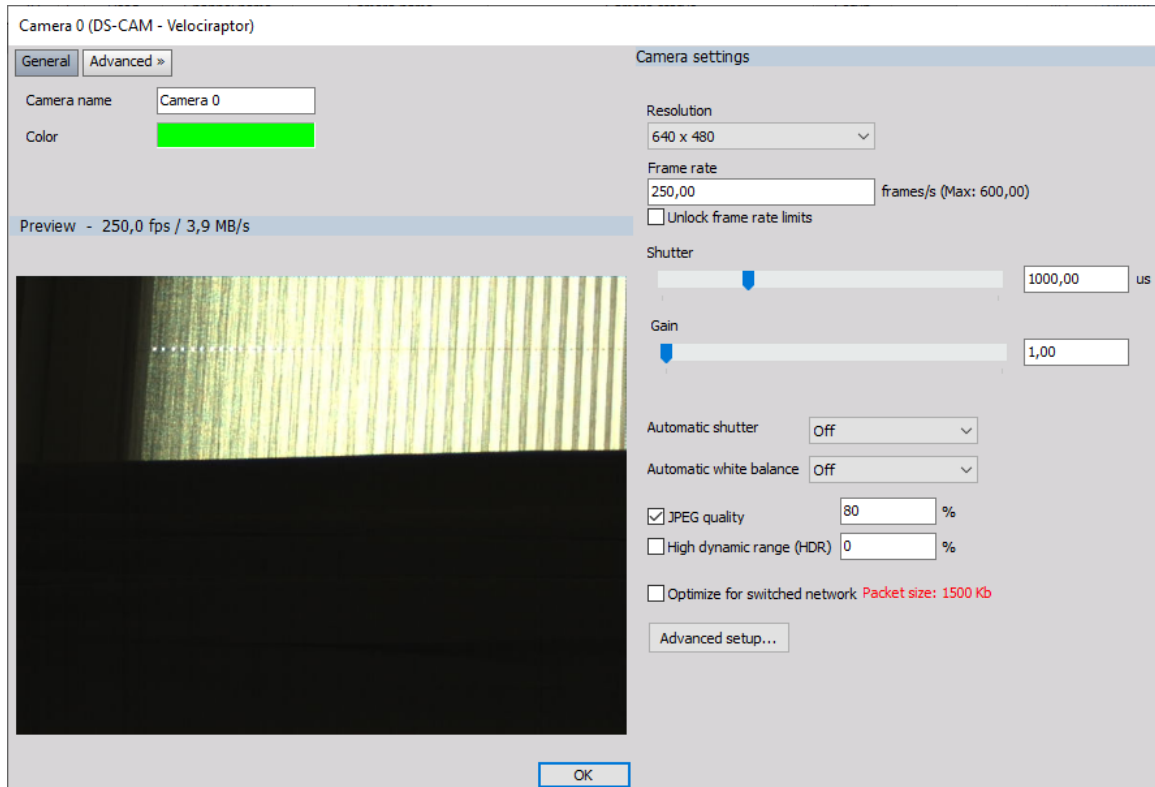 Camera 0 (DS-CAM - Velociraptor)
General
Advanced »
Camera name
Camera 0
Color
Preview - 250,0 fps / 3,9 MB/s
Camera settings
Resolution
640 x 480
Frame rate
250,00
frames/s (Max: 600,00)
Unlock frame rate limits
Shutter
1000,00
us
Gain
1,00
Automatic shutter
Off
Automatic white balance
Off
JPEG quality
80
%
High dynamic range (HDR)
0
%
Optimize for switched network
Packet size: 1500 Kb
Advanced setup...
OK